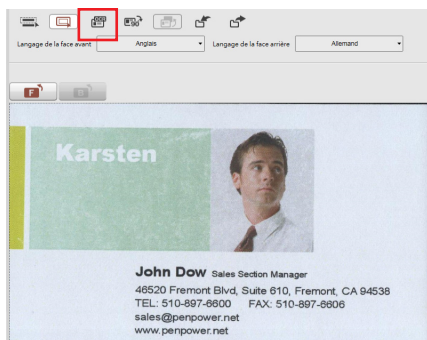 Langage de la face avant Anglais Langage de la face arrière Allemand
F B
Karsten
John Dow Sales Section Manager
46520 Fremont Blvd, Suite 610, Fremont, CA 94538
TEL: 510-897-6600 FAX: 510-897-6606
sales@penpower.net
www.penpower.net